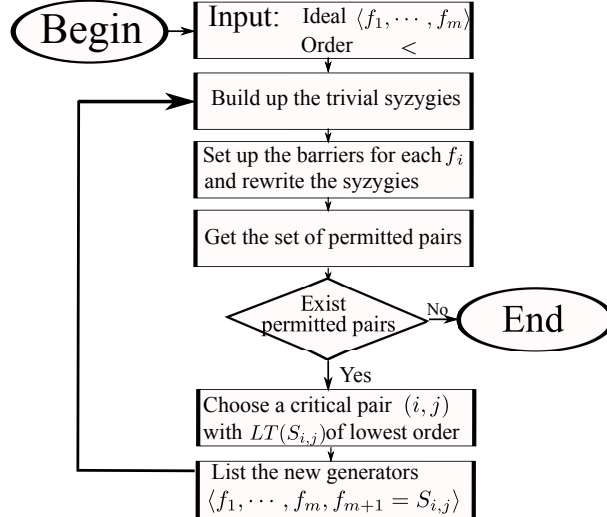 Begin
Input: Ideal ⟨f₁, ⋯, fₘ⟩
Order <
Build up the trivial syzygies
Set up the barriers for each fᵢ
and rewrite the syzygies
Get the set of permitted pairs
Exist
permitted pairs
No
End
Yes
Choose a critical pair (i, j)
with LT(Sᵢ,ⱼ) of lowest order
List the new generators
⟨f₁, ⋯, fₘ, fₘ₊₁ = Sᵢ,ⱼ⟩